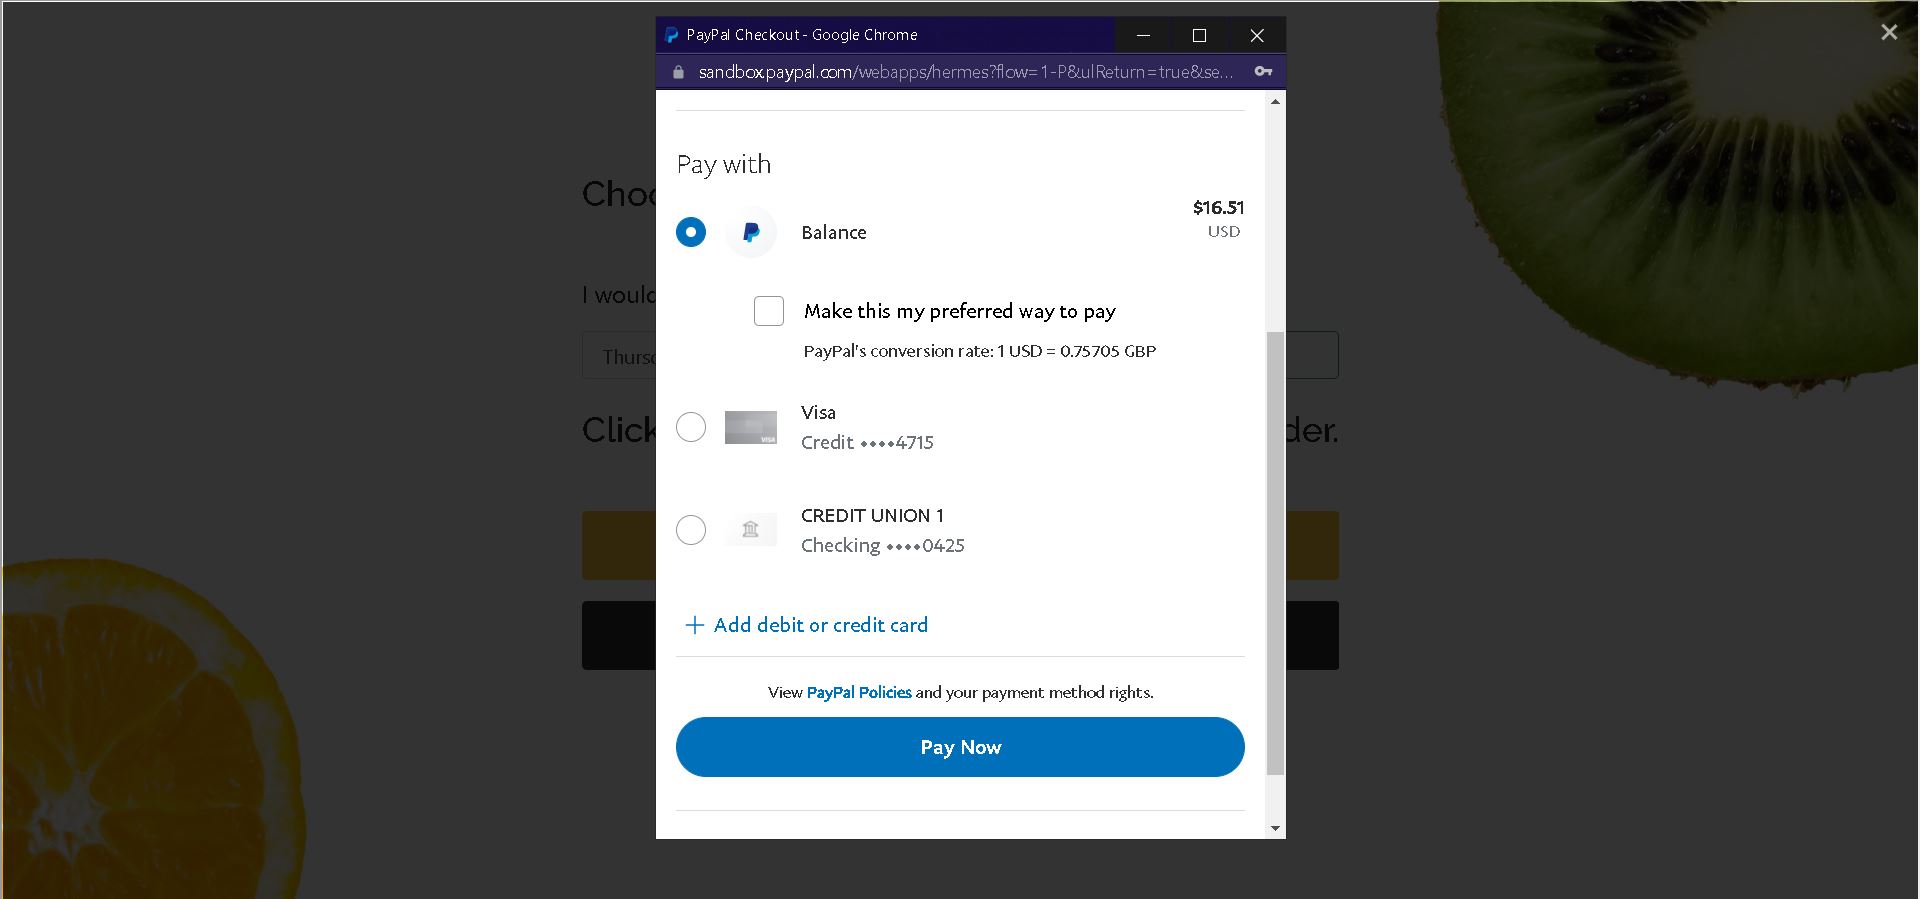 PayPal Checkout - Google Chrome
sandbox.paypal.com/webapps/hermes?flow=1-P&ulReturn=true&se...
Pay with
$16.51
Balance
USD
Make this my preferred way to pay
PayPal's conversion rate: 1 USD = 0.75705 GBP
Visa
VISA
Credit ••••4715
CREDIT UNION 1
Checking ••••0425
Add debit or credit card
View PayPal Policies and your payment method rights.
Pay Now
I would
Click
der.